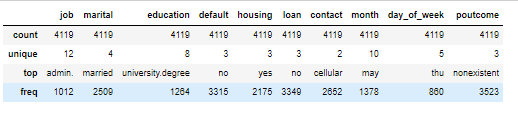 job marital education default housing loan contact month day_of_week poutcome
count 4119 4119 4119 4119 4119 4119 4119 4119 4119 4119
unique 12 4 8 3 3 3 2 10 5 3
top admin. married university.degree no yes no cellular may thu nonexistent
freq 1012 2509 1264 3315 2175 3349 2652 1378 860 3523